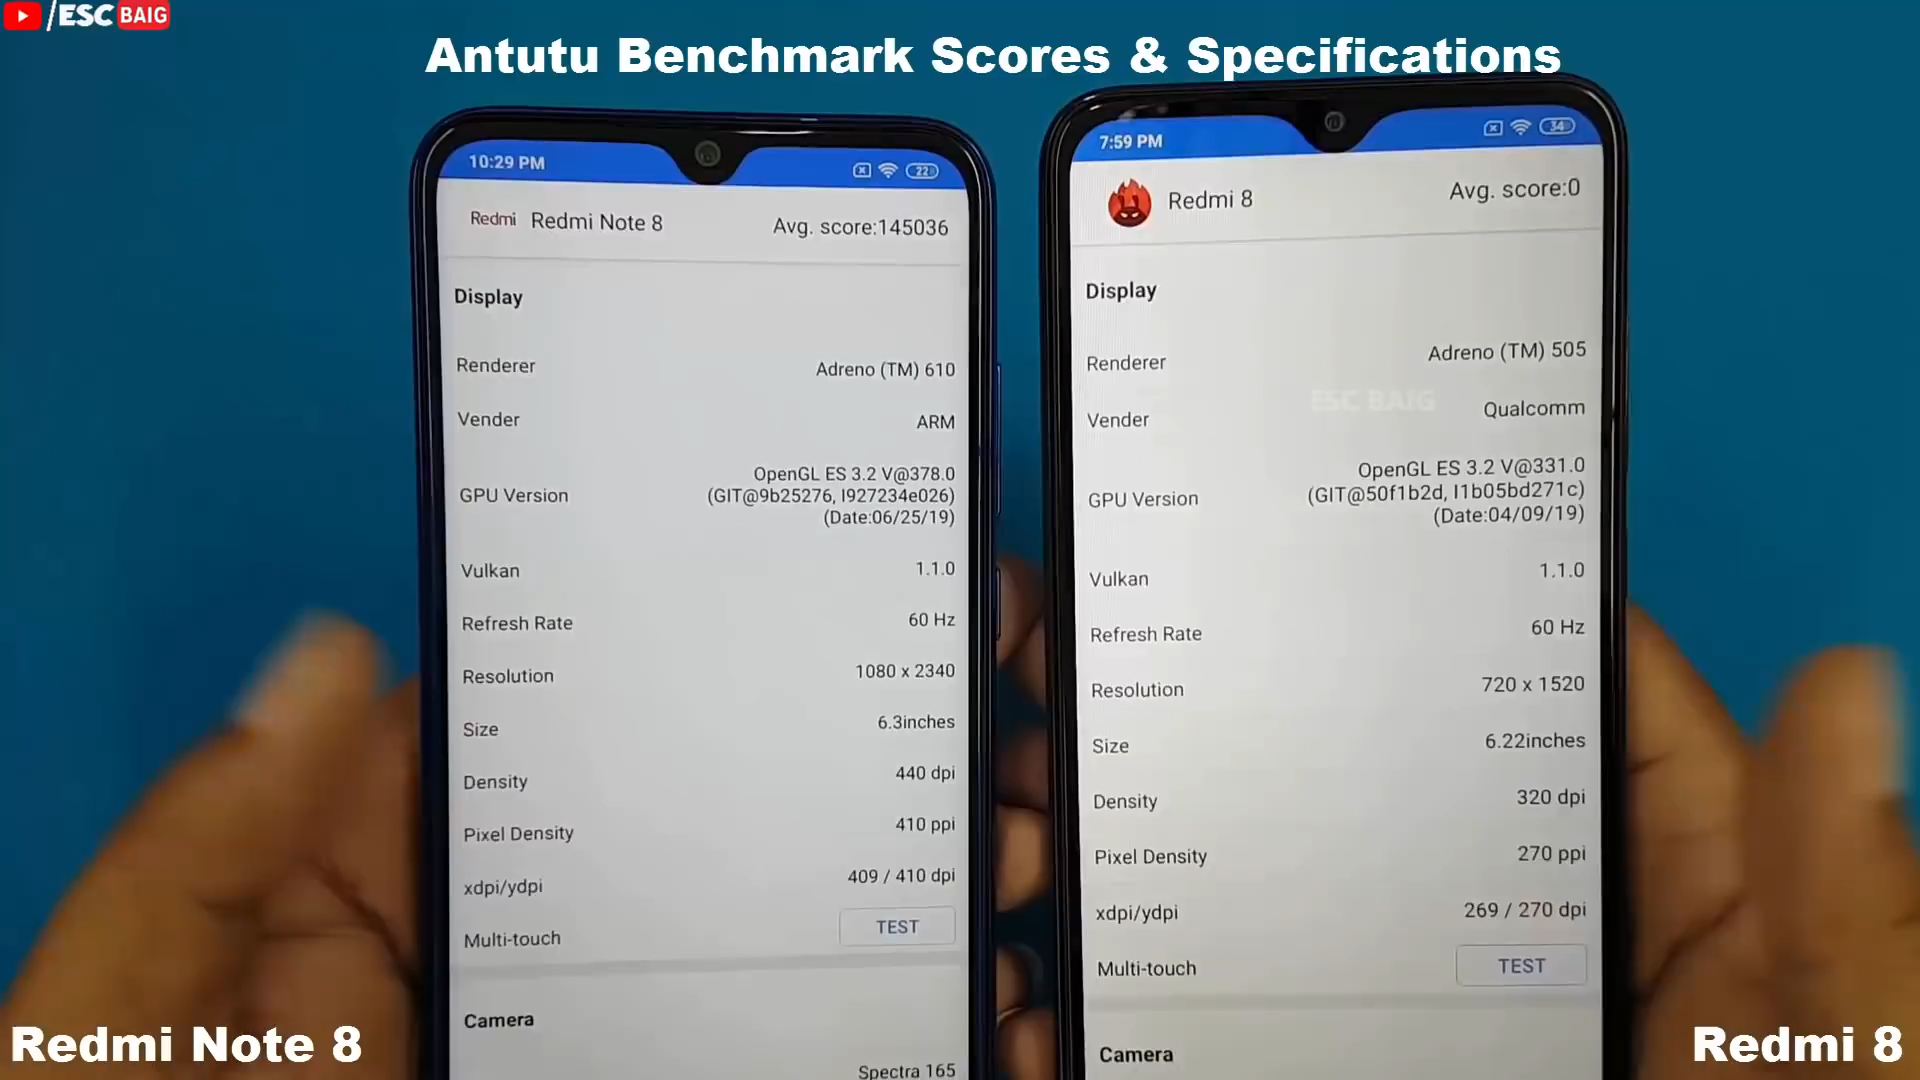 /ESC BAIG
Antutu Benchmark Scores & Specifications
10:29 PM
22
Redmi Redmi Note 8 Avg. score:145036
Display
Renderer Adreno (TM) 610
Vender ARM
GPU Version OpenGL ES 3.2 V@378.0
(GIT@9b25276, I927234e026)
(Date:06/25/19)
Vulkan 1.1.0
Refresh Rate 60 Hz
Resolution 1080 x 2340
Size 6.3inches
Density 440 dpi
Pixel Density 410 ppi
xdpi/ydpi 409 / 410 dpi
Multi-touch TEST
Camera
Spectra 165
7:59 PM
34
Redmi 8 Avg. score:0
Display
Renderer Adreno (TM) 505
ESC BAIG
Vender Qualcomm
GPU Version OpenGL ES 3.2 V@331.0
(GIT@50f1b2d, I1b05bd271c)
(Date:04/09/19)
Vulkan 1.1.0
Refresh Rate 60 Hz
Resolution 720 x 1520
Size 6.22inches
Density 320 dpi
Pixel Density 270 ppi
xdpi/ydpi 269 / 270 dpi
Multi-touch TEST
Camera
Redmi Note 8
Redmi 8